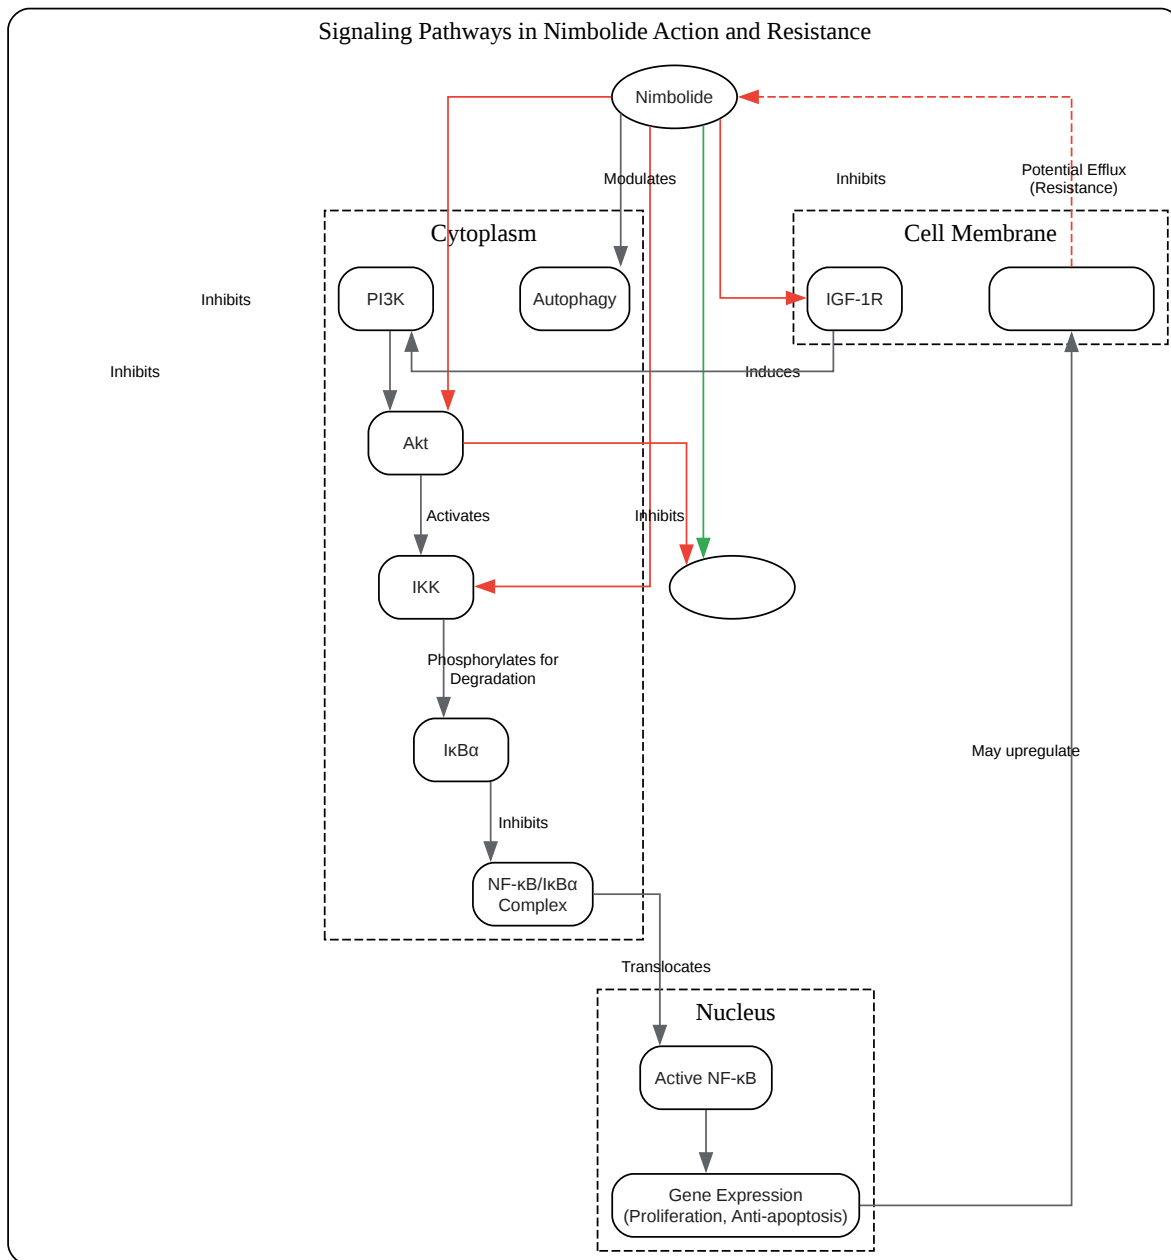 Signaling Pathways in Nimbolide Action and Resistance
Nimbolide
Modulates
Inhibits
Potential Efflux
(Resistance)
Cytoplasm
Cell Membrane
PI3K
Autophagy
IGF-1R
Inhibits
Inhibits
Induces
Akt
Activates
Inhibits
IKK
Phosphorylates for
Degradation
IκBα
May upregulate
Inhibits
NF-κB/IκBα
Complex
Translocates
Nucleus
Active NF-κB
Gene Expression
(Proliferation, Anti-apoptosis)